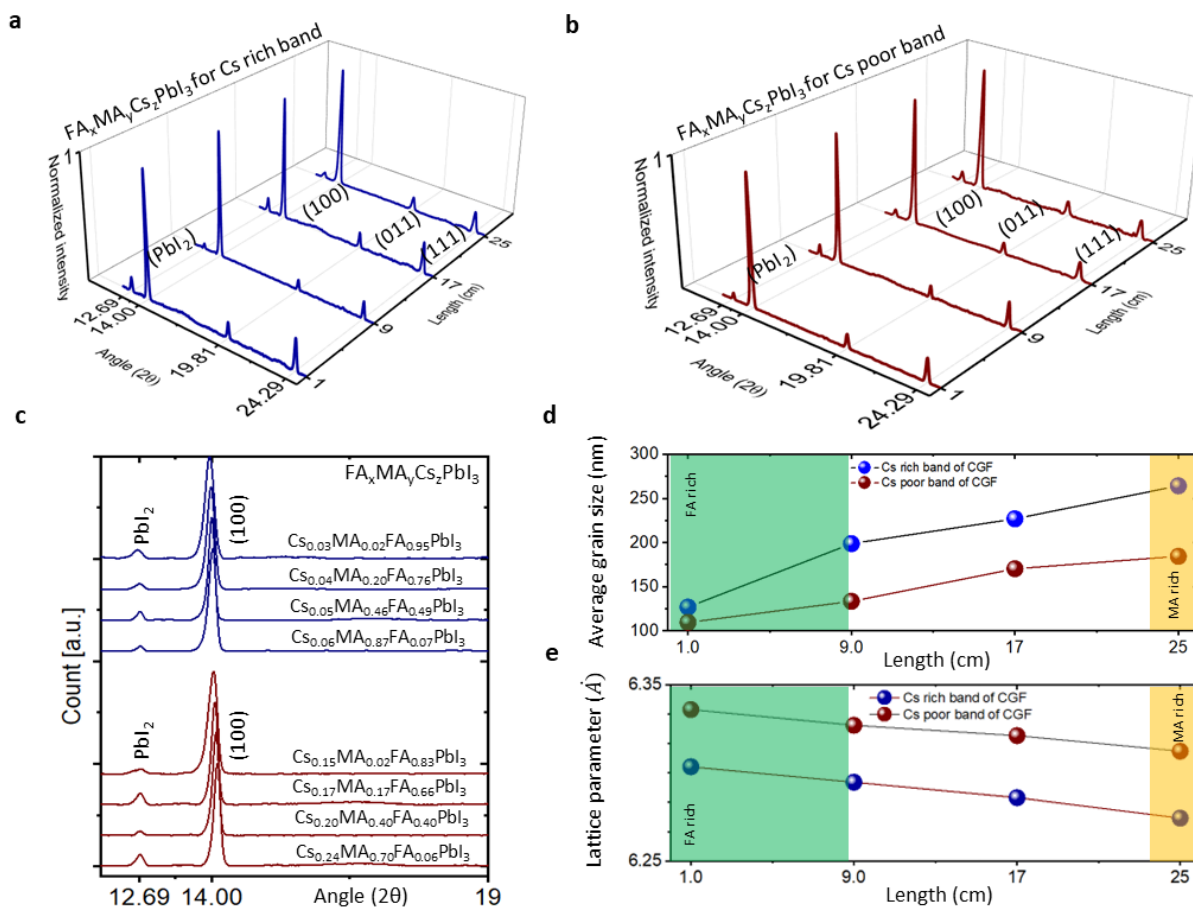 a
FAₓMAᵧCs_zPbI₃ for Cs rich band
1
Normalized intensity
(PbI₂)
(100)
(011)
(111)
12.69
14.00
19.81
24.29
Angle (2θ)
1
9
17
25
Length (cm)
b
FAₓMAᵧCs_zPbI₃ for Cs poor band
1
Normalized intensity
(PbI₂)
(100)
(011)
(111)
12.69
14.00
19.81
24.29
Angle (2θ)
1
9
17
25
Length (cm)
c
FAₓMAᵧCs_zPbI₃
PbI₂
(100)
Cs₀.₀₃MA₀.₀₂FA₀.₉₅PbI₃
Cs₀.₀₄MA₀.₂₀FA₀.₇₆PbI₃
Cs₀.₀₅MA₀.₄₆FA₀.₄₉PbI₃
Cs₀.₀₆MA₀.₈₇FA₀.₀₇PbI₃
PbI₂
(100)
Cs₀.₁₅MA₀.₀₂FA₀.₈₃PbI₃
Cs₀.₁₇MA₀.₁₇FA₀.₆₆PbI₃
Cs₀.₂₀MA₀.₄₀FA₀.₄₀PbI₃
Cs₀.₂₄MA₀.₇₀FA₀.₀₆PbI₃
Count [a.u.]
12.69 14.00 Angle (2θ) 19
d
Average grain size (nm)
300
250
200
150
100
FA rich
Cs rich band of CGF
Cs poor band of CGF
MA rich
1.0 9.0 17 25
Length (cm)
e
Lattice parameter (Ȧ)
6.35
6.25
FA rich
Cs rich band of CGF
Cs poor band of CGF
MA rich
1.0 9.0 17 25
Length (cm)